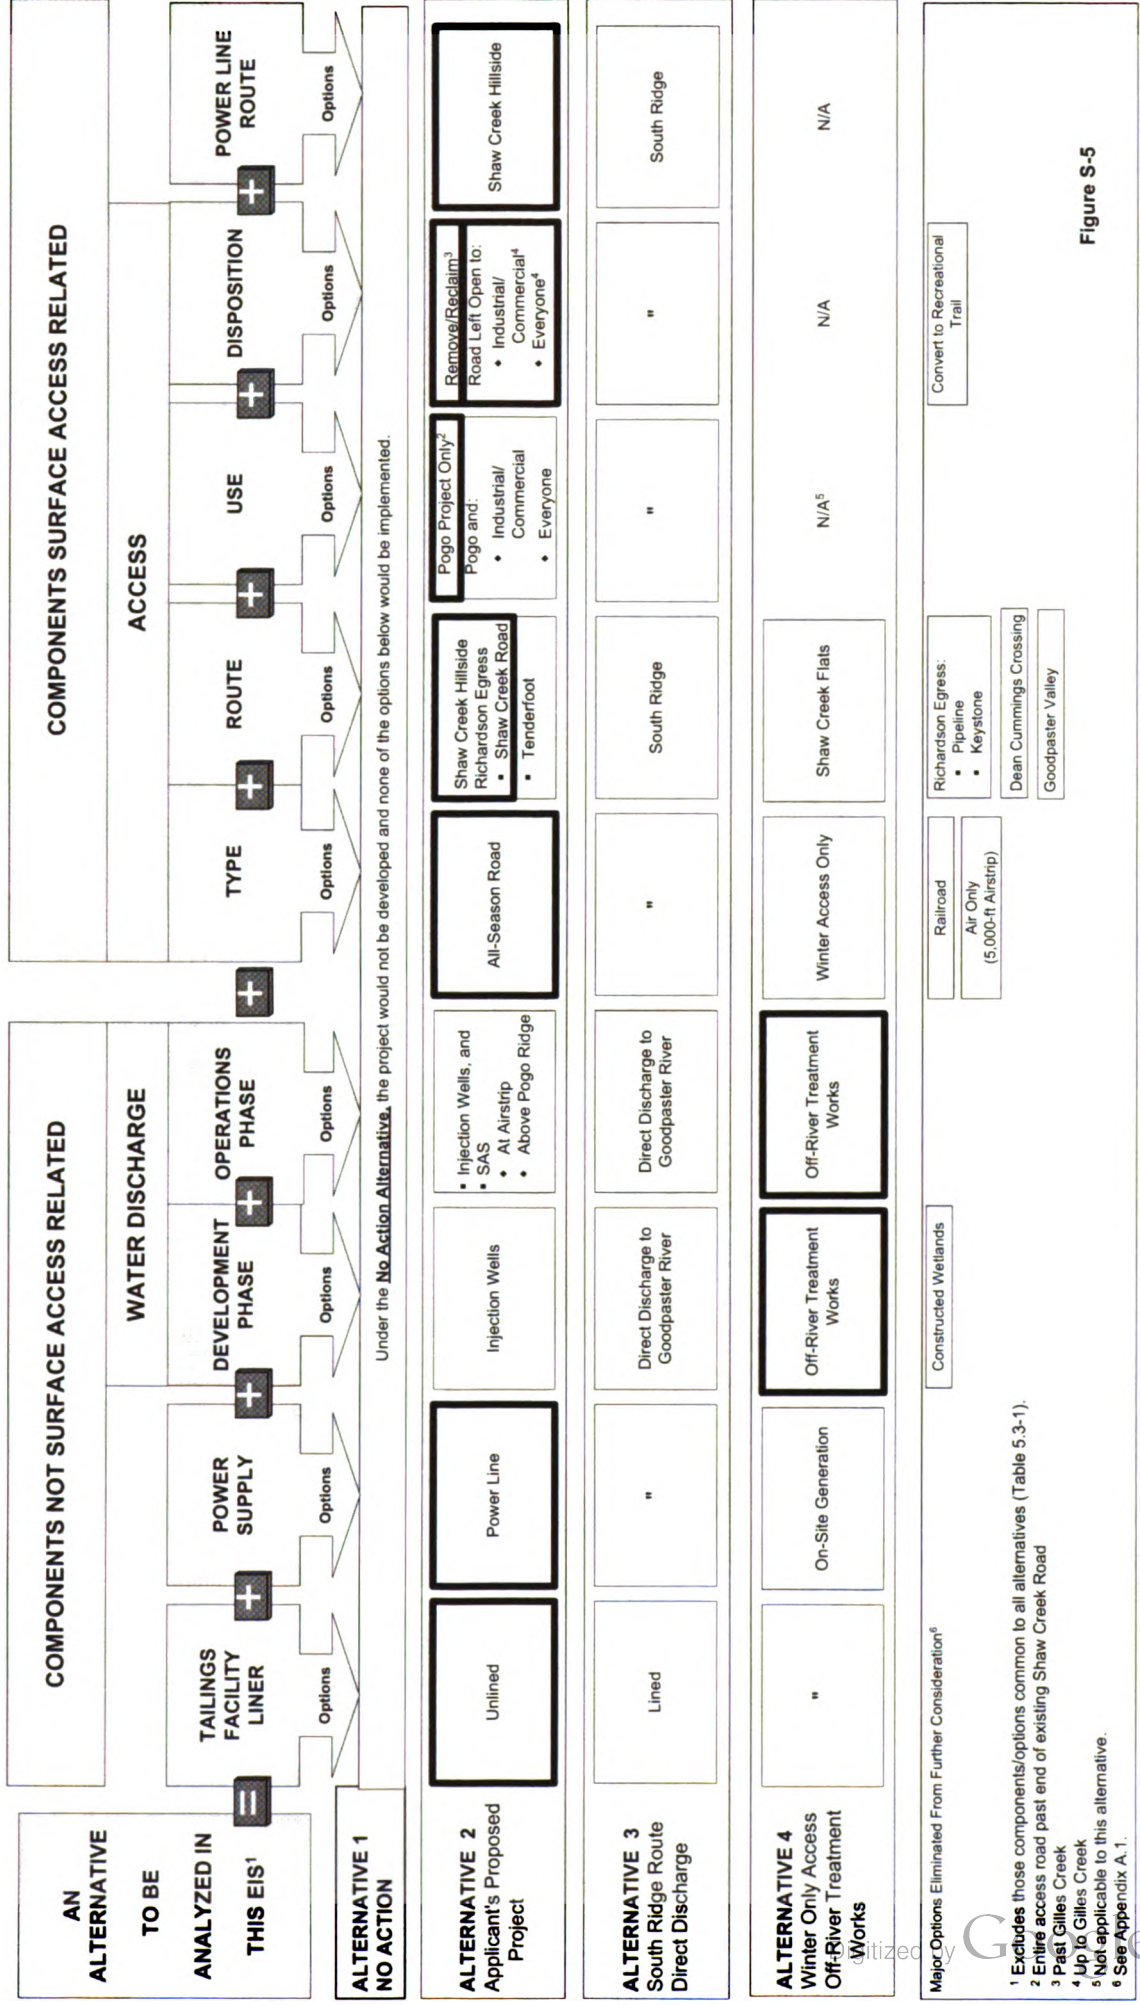 COMPONENTS NOT SURFACE ACCESS RELATED
COMPONENTS SURFACE ACCESS RELATED
AN
ALTERNATIVE
TO BE
ANALYZED IN
THIS EIS¹
=
TAILINGS
FACILITY
LINER
+
POWER
SUPPLY
+
WATER DISCHARGE
DEVELOPMENT
PHASE
+
OPERATIONS
PHASE
+
ACCESS
TYPE
+
ROUTE
+
USE
+
DISPOSITION
+
POWER LINE
ROUTE
Options
Options
Options
Options
Options
Options
Options
Options
Options
ALTERNATIVE 1
NO ACTION
Under the No Action Alternative, the project would not be developed and none of the options below would be implemented.
ALTERNATIVE 2
Applicant's Proposed
Project
Unlined
Power Line
Injection Wells
▪ Injection Wells, and
▪ SAS
♦ At Airstrip
♦ Above Pogo Ridge
All-Season Road
Shaw Creek Hillside
Richardson Egress
▪ Shaw Creek Road
▪ Tenderfoot
Pogo Project Only²
Pogo and:
♦ Industrial/
Commercial
♦ Everyone
Remove/Reclaim³
Road Left Open to:
♦ Industrial/
Commercial⁴
♦ Everyone⁴
Shaw Creek Hillside
ALTERNATIVE 3
South Ridge Route
Direct Discharge
Lined
"
Direct Discharge to
Goodpaster River
Direct Discharge to
Goodpaster River
"
South Ridge
"
"
South Ridge
ALTERNATIVE 4
Winter Only Access
Off-River Treatment
Works
"
On-Site Generation
Off-River Treatment
Works
Off-River Treatment
Works
Winter Access Only
Shaw Creek Flats
N/A⁵
N/A
N/A
Major Options Eliminated From Further Consideration⁶
Constructed Wetlands
Railroad
Air Only
(5,000-ft Airstrip)
Richardson Egress:
▪ Pipeline
▪ Keystone
Dean Cummings Crossing
Goodpaster Valley
Convert to Recreational
Trail
¹ Excludes those components/options common to all alternatives (Table 5.3-1).
² Entire access road past end of existing Shaw Creek Road
³ Past Gilles Creek
⁴ Up to Gilles Creek
⁵ Not applicable to this alternative.
⁶ See Appendix A.1.
Figure S-5
Digitized by Google